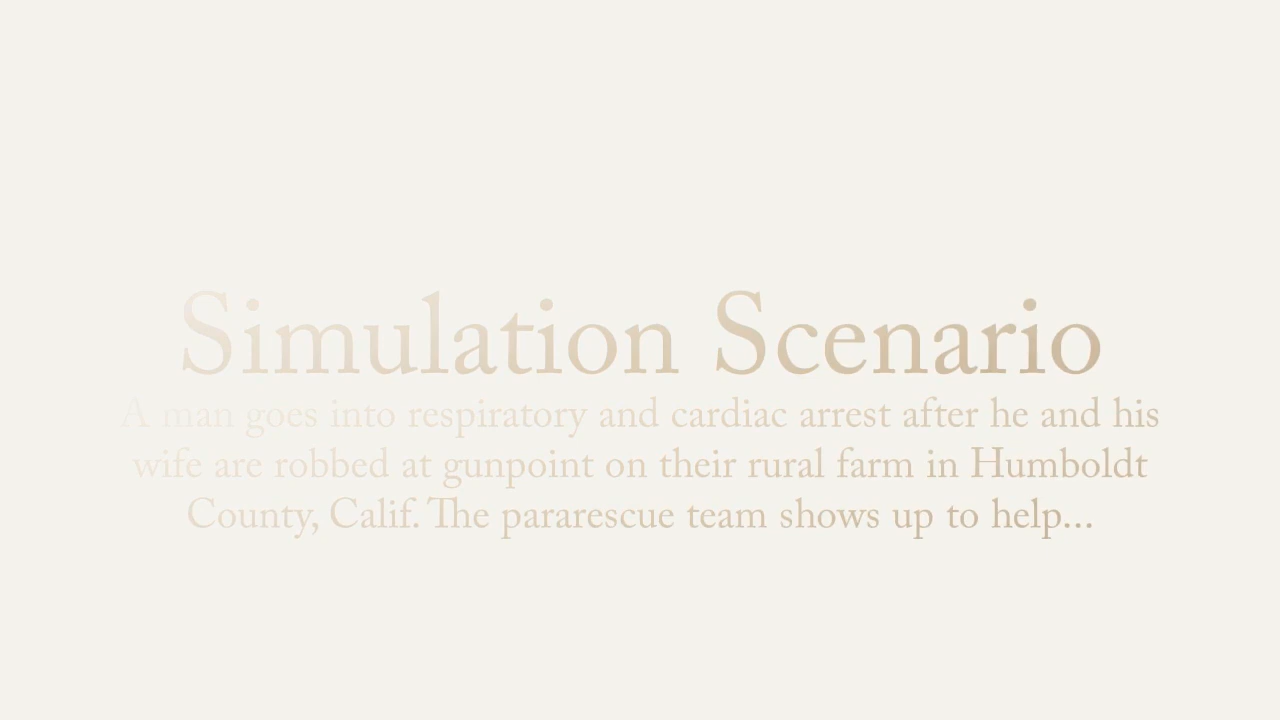 Simulation Scenario
A man goes into respiratory and cardiac arrest after he and his
wife are robbed at gunpoint on their rural farm in Humboldt
County, Calif. The pararescue team shows up to help...